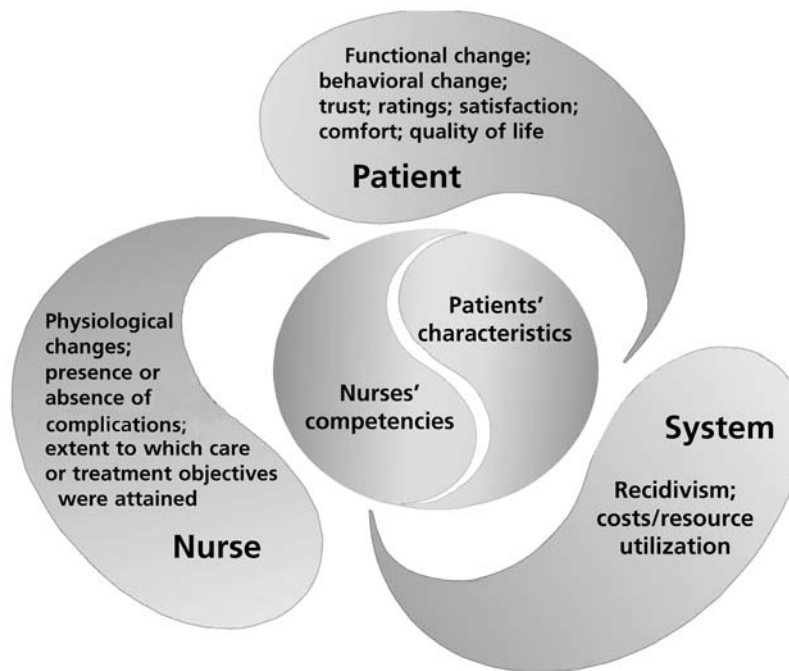 Functional change;
behavioral change;
trust; ratings; satisfaction;
comfort; quality of life
Patient
Patients’
characteristics
Nurses’
competencies
Physiological
changes;
presence or
absence of
complications;
extent to which care
or treatment objectives
were attained
Nurse
System
Recidivism;
costs/resource
utilization